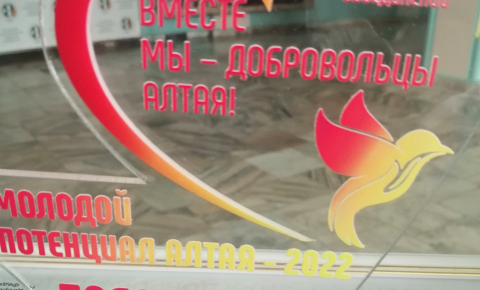 ВМЕСТЕ
МЫ – ДОБРОВОЛЬЦЫ
АЛТАЯ!
МОЛОДОЙ
ПОТЕНЦИАЛ АЛТАЯ – 2022